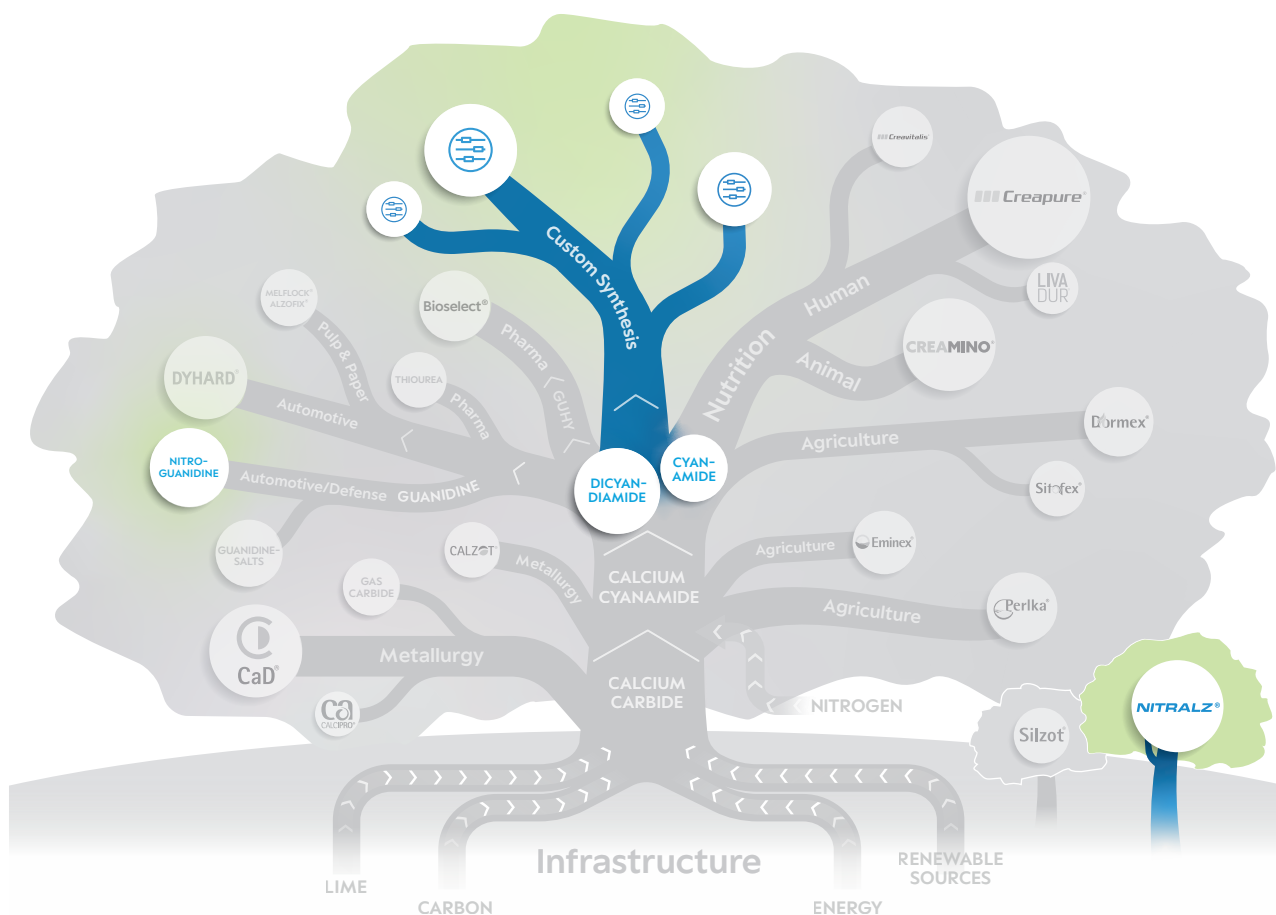 Creavitalis®
Creapure®
Custom Synthesis
Human
LIVA
DUR
MELFLOCK®
ALZOFIX®
Bioselect®
Pulp & Paper
Pharma
GUHY
Nutrition
Animal
CREAMINO®
DYHARD®
THIOUREA
Automotive
Pharma
Dormex®
Agriculture
NITRO-
GUANIDINE
Automotive/Defense
GUANIDINE
DICYAN-
DIAMIDE
CYAN-
AMIDE
Sitofex®
GUANIDINE-
SALTS
CALZOT®
Metallurgy
Agriculture
Eminex®
GAS
CARBIDE
CALCIUM
CYANAMIDE
Agriculture
Perlka®
CaD®
Metallurgy
CALCIUM
CARBIDE
ca
CALCIPRO®
NITROGEN
Silzot®
NITRALZ®
Infrastructure
LIME
CARBON
ENERGY
RENEWABLE
SOURCES